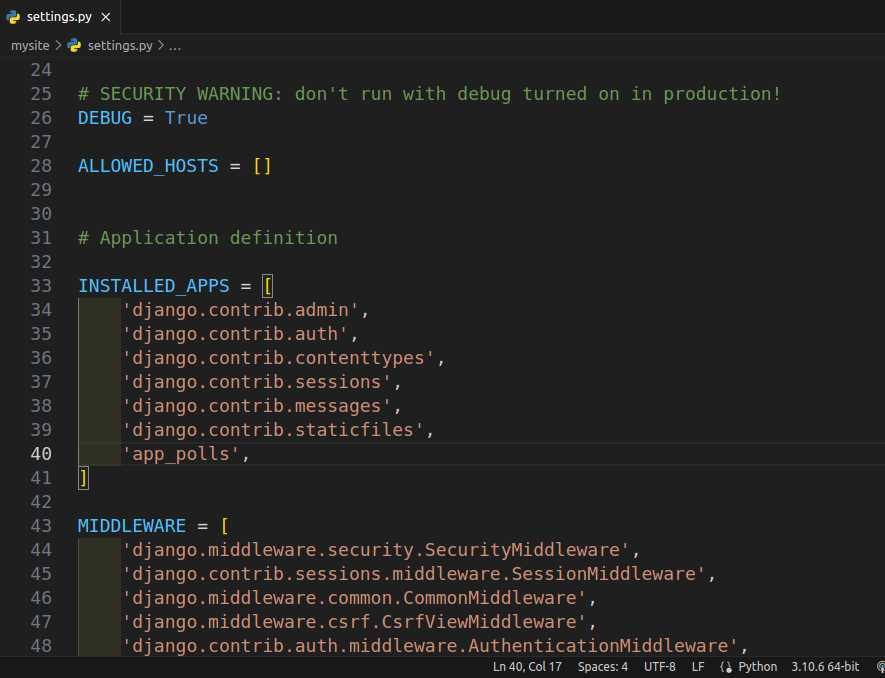 settings.py
mysite > settings.py > ...
24
25 # SECURITY WARNING: don't run with debug turned on in production!
26 DEBUG = True
27
28 ALLOWED_HOSTS = []
29
30
31 # Application definition
32
33 INSTALLED_APPS = [
34     'django.contrib.admin',
35     'django.contrib.auth',
36     'django.contrib.contenttypes',
37     'django.contrib.sessions',
38     'django.contrib.messages',
39     'django.contrib.staticfiles',
40     'app_polls',
41 ]
42
43 MIDDLEWARE = [
44     'django.middleware.security.SecurityMiddleware',
45     'django.contrib.sessions.middleware.SessionMiddleware',
46     'django.middleware.common.CommonMiddleware',
47     'django.middleware.csrf.CsrfViewMiddleware',
48     'django.contrib.auth.middleware.AuthenticationMiddleware',
Ln 40, Col 17 Spaces: 4 UTF-8 LF Python 3.10.6 64-bit